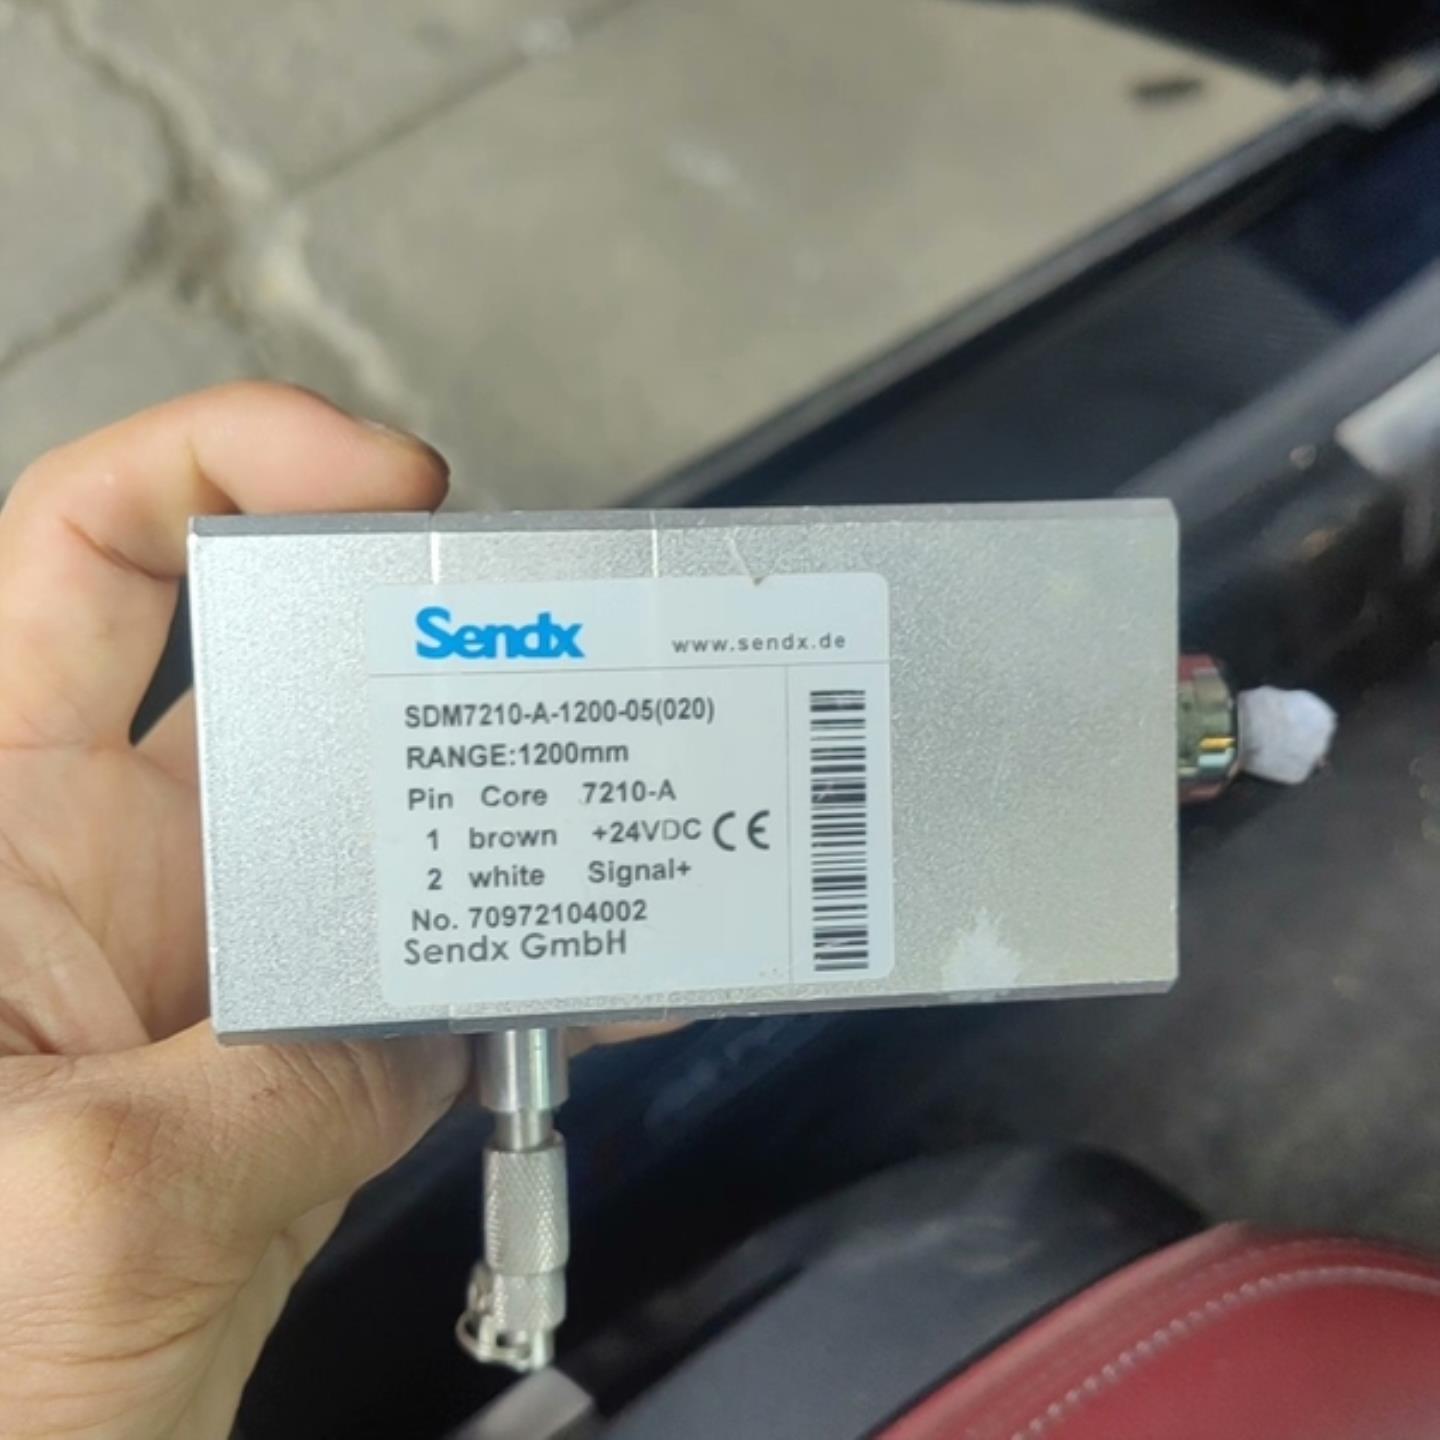 Sendx
www.sendx.de
SDM7210-A-1200-05(020)
RANGE:1200mm
Pin Core 7210-A
1 brown +24VDC CE
2 white Signal+
No. 70972104002
Sendx GmbH